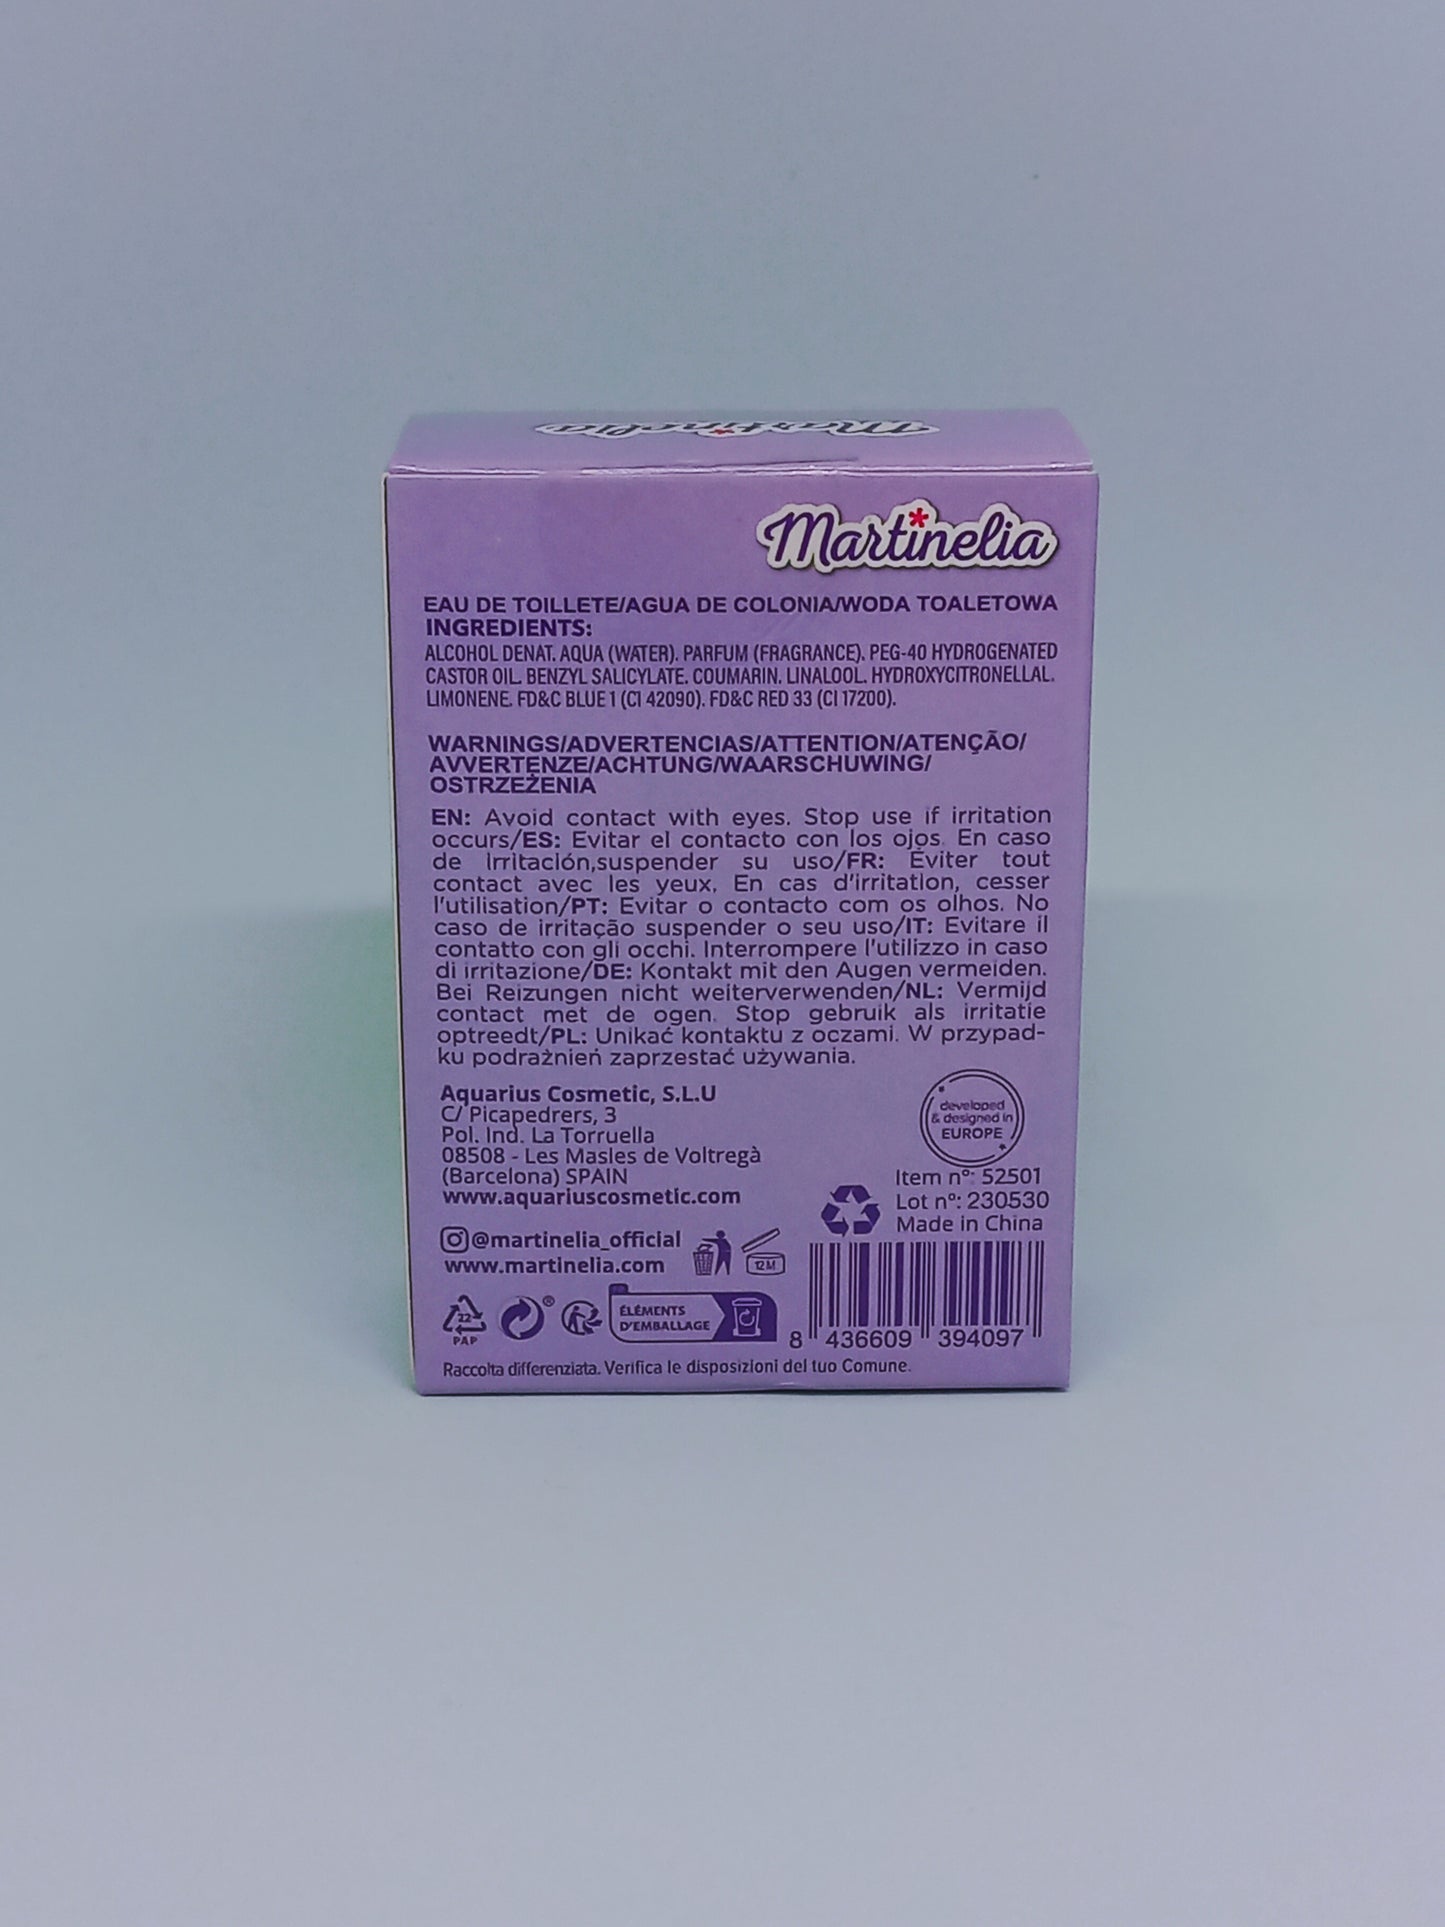 Martinelia
Martinelia
EAU DE TOILLETE/AGUA DE COLONIA/WODA TOALETOWA
INGREDIENTS:
ALCOHOL DENAT. AQUA (WATER). PARFUM (FRAGRANCE). PEG-40 HYDROGENATED
CASTOR OIL. BENZYL SALICYLATE. COUMARIN. LINALOOL. HYDROXYCITRONELLAL.
LIMONENE. FD&C BLUE 1 (CI 42090). FD&C RED 33 (CI 17200).
WARNINGS/ADVERTENCIAS/ATTENTION/ATENÇÃO/
AVVERTENZE/ACHTUNG/WAARSCHUWING/
OSTRZEŻENIA
EN: Avoid contact with eyes. Stop use if irritation
occurs/ES: Evitar el contacto con los ojos. En caso
de irritación,suspender su uso/FR: Éviter tout
contact avec les yeux. En cas d'irritation, cesser
l'utilisation/PT: Evitar o contacto com os olhos. No
caso de irritação suspender o seu uso/IT: Evitare il
contatto con gli occhi. Interrompere l'utilizzo in caso
di irritazione/DE: Kontakt mit den Augen vermeiden.
Bei Reizungen nicht weiterverwenden/NL: Vermijd
contact met de ogen. Stop gebruik als irritatie
optreedt/PL: Unikać kontaktu z oczami. W przypad-
ku podrażnień zaprzestać używania.
Aquarius Cosmetic, S.L.U
C/ Picapedrers, 3
Pol. Ind. La Torruella
08508 - Les Masies de Voltregà
(Barcelona) SPAIN
www.aquariuscosmetic.com
developed
& designed in
EUROPE
Item nº: 52501
Lot nº: 230530
Made in China
@martinelia_official
www.martinelia.com
12M
22
PAP
®
ÉLÉMENTS
D'EMBALLAGE
8 436609 394097
Raccolta differenziata. Verifica le disposizioni del tuo Comune.